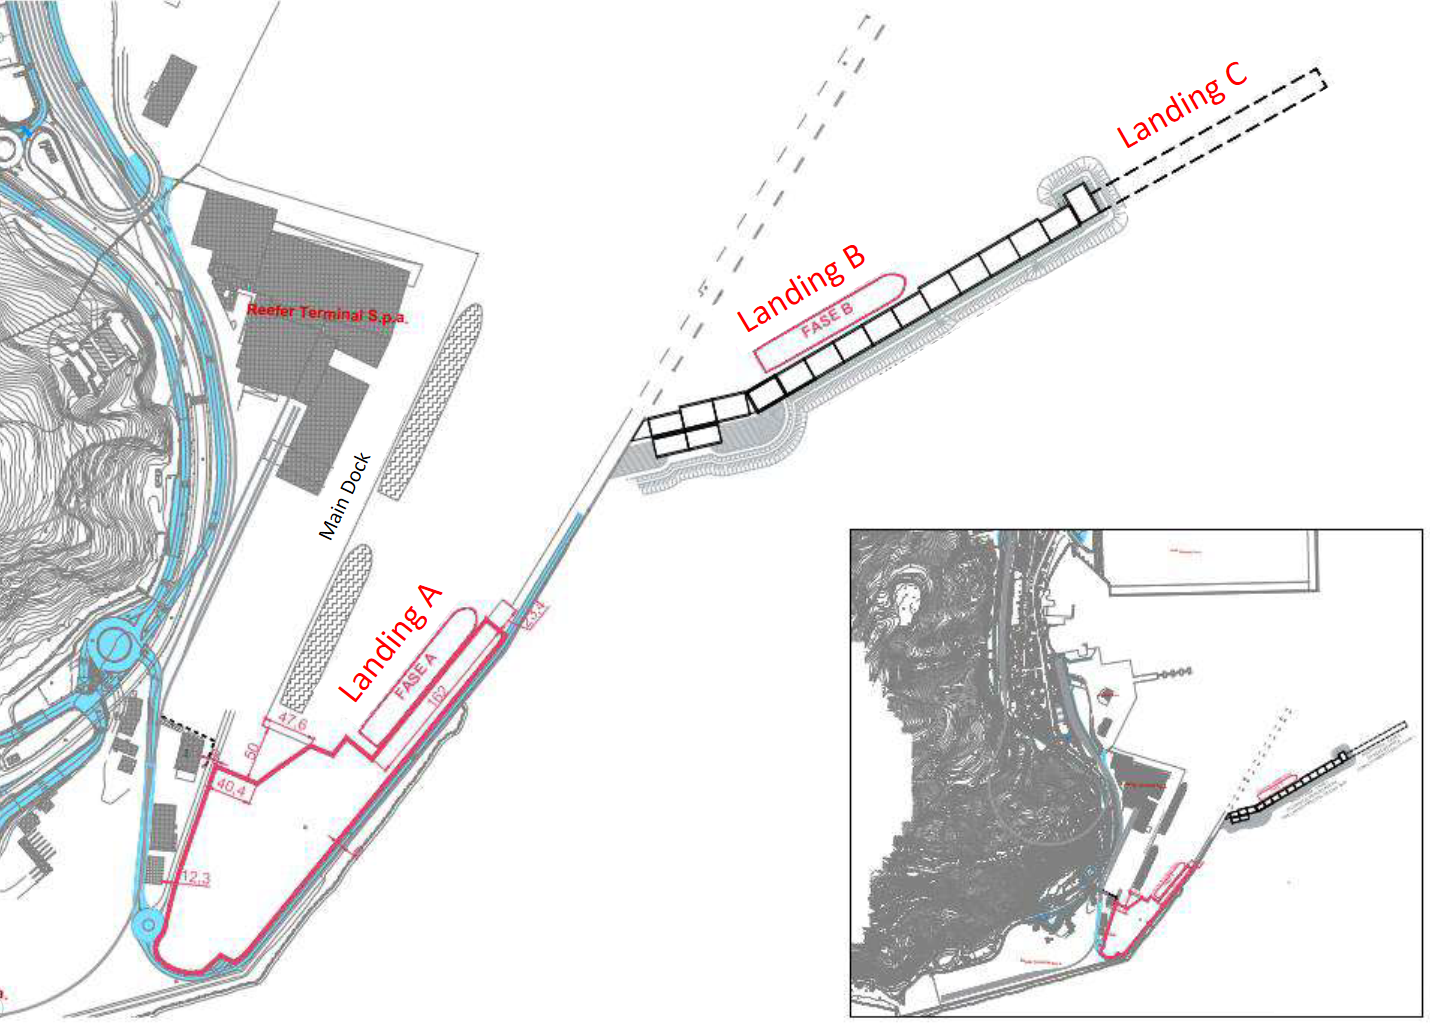 Landing C
Landing B
FASE B
Reefer Terminal S.p.a.
Main Dock
Landing A
FASE A
162
23,4
47,6
50
40,4
12,3
a.